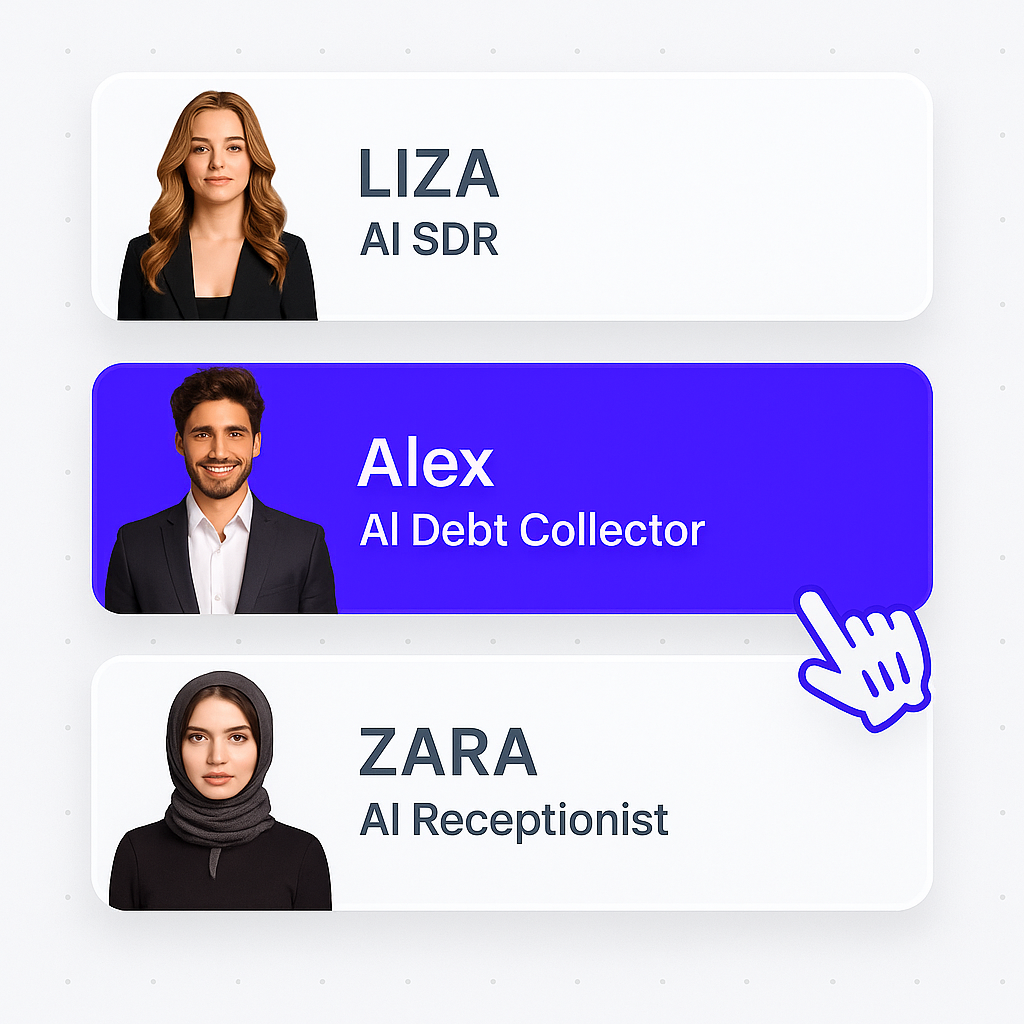 LIZA
AI SDR
Alex
AI Debt Collector
ZARA
AI Receptionist